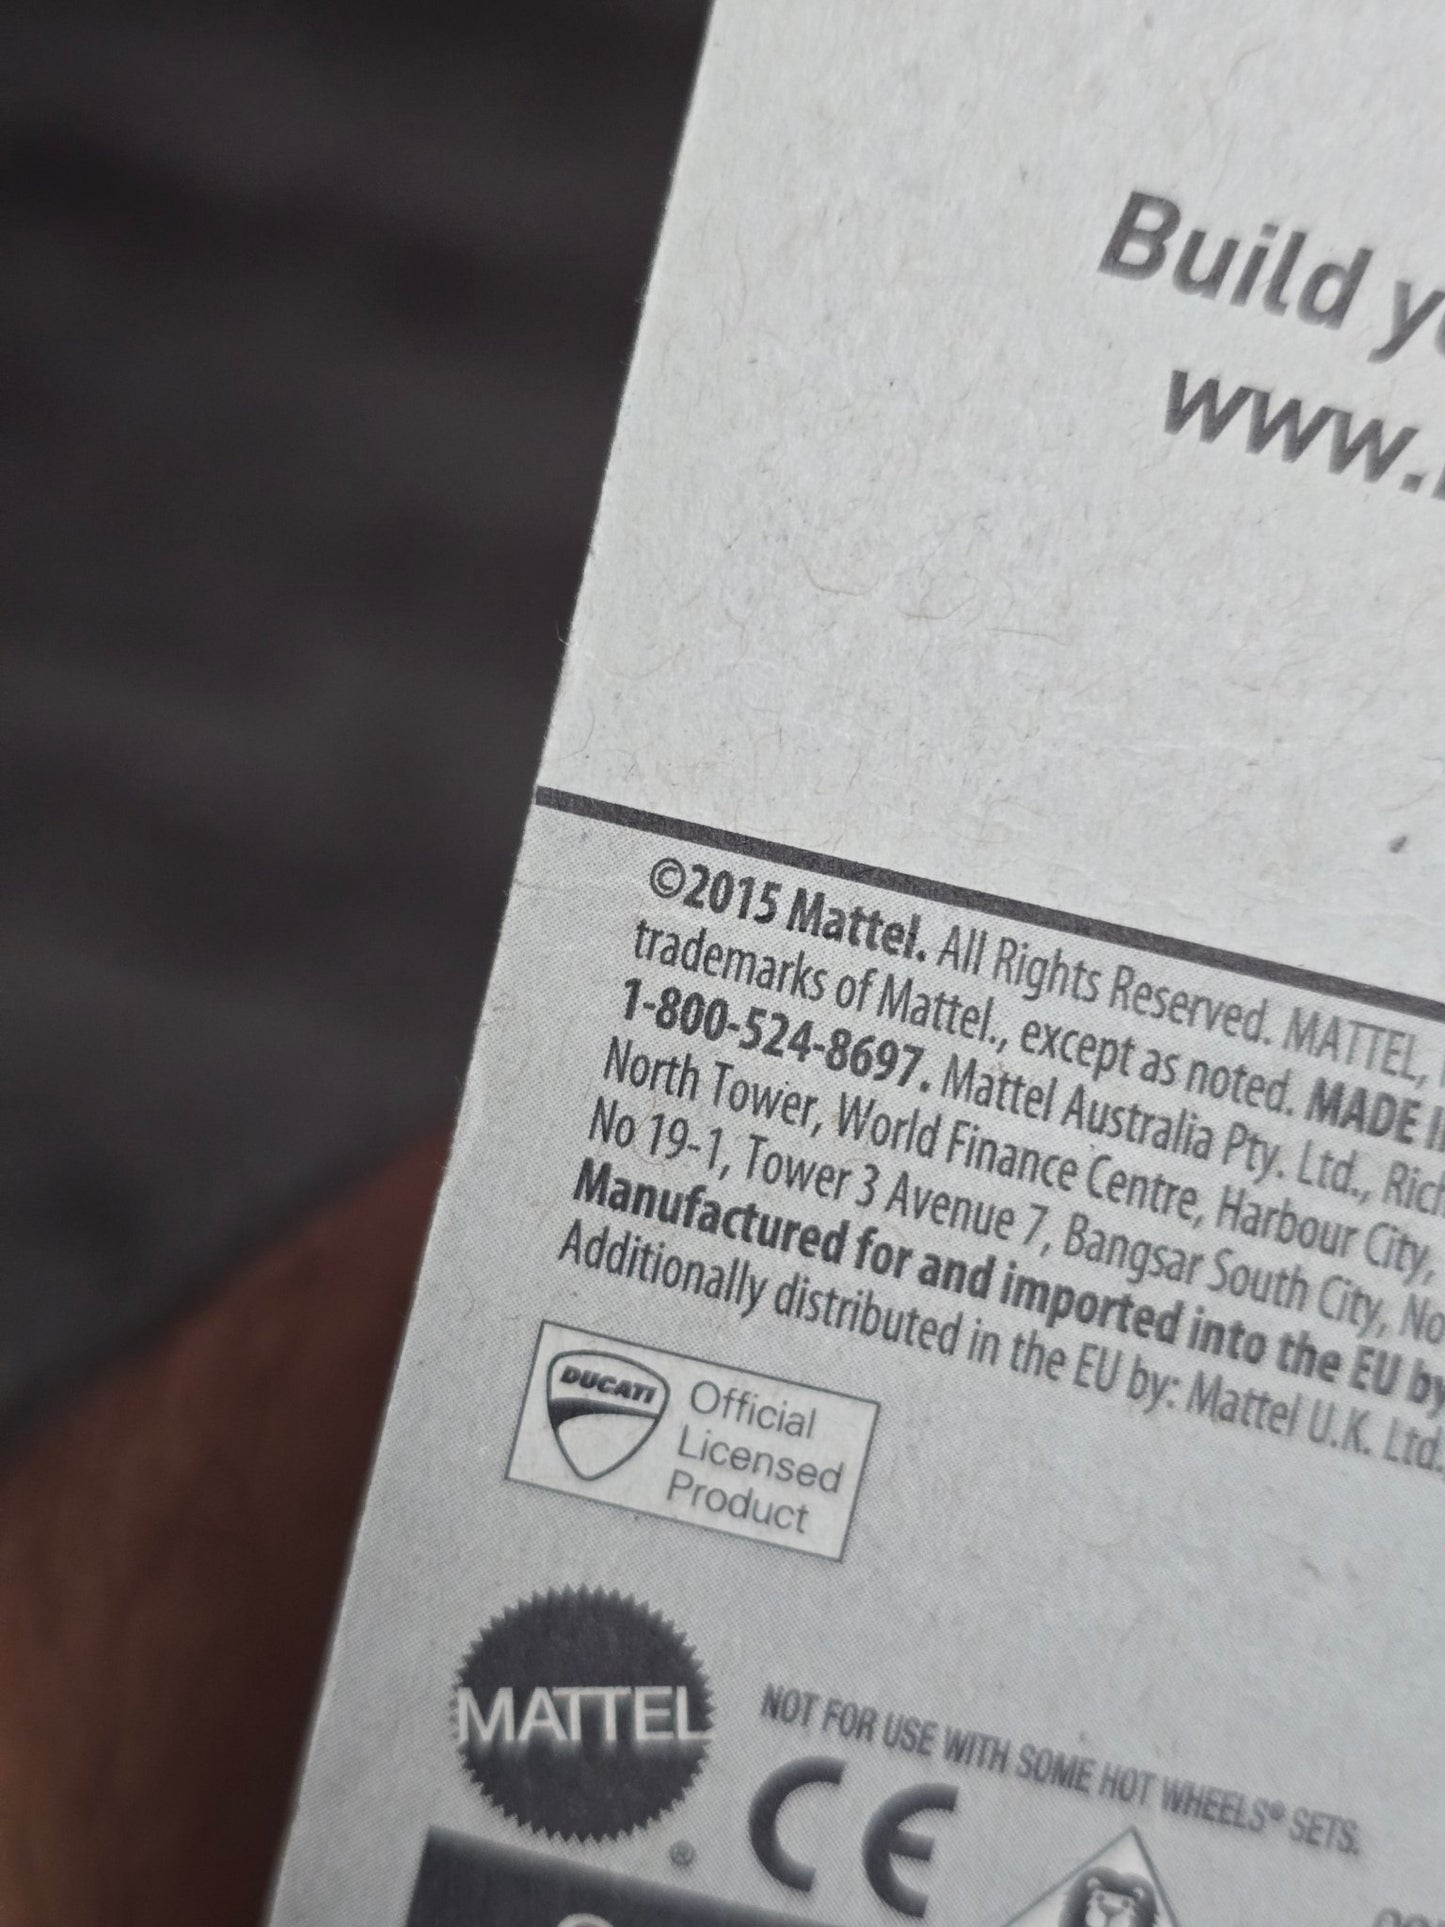 Build
www.
©2015 Mattel. All Rights Reserved. MATTEL,
trademarks of Mattel., except as noted. MADE
1-800-524-8697. Mattel Australia Pty. Ltd.,
North Tower, World Finance Centre, Harbour City,
No 19-1, Tower 3 Avenue 7, Bangsar South City,
Manufactured for and imported into the EU by
Additionally distributed in the EU by: Mattel U.K. Ltd.
DUCATI
Official
Licensed
Product
MATTEL
®
NOT FOR USE WITH SOME HOT WHEELS® SETS.
CE